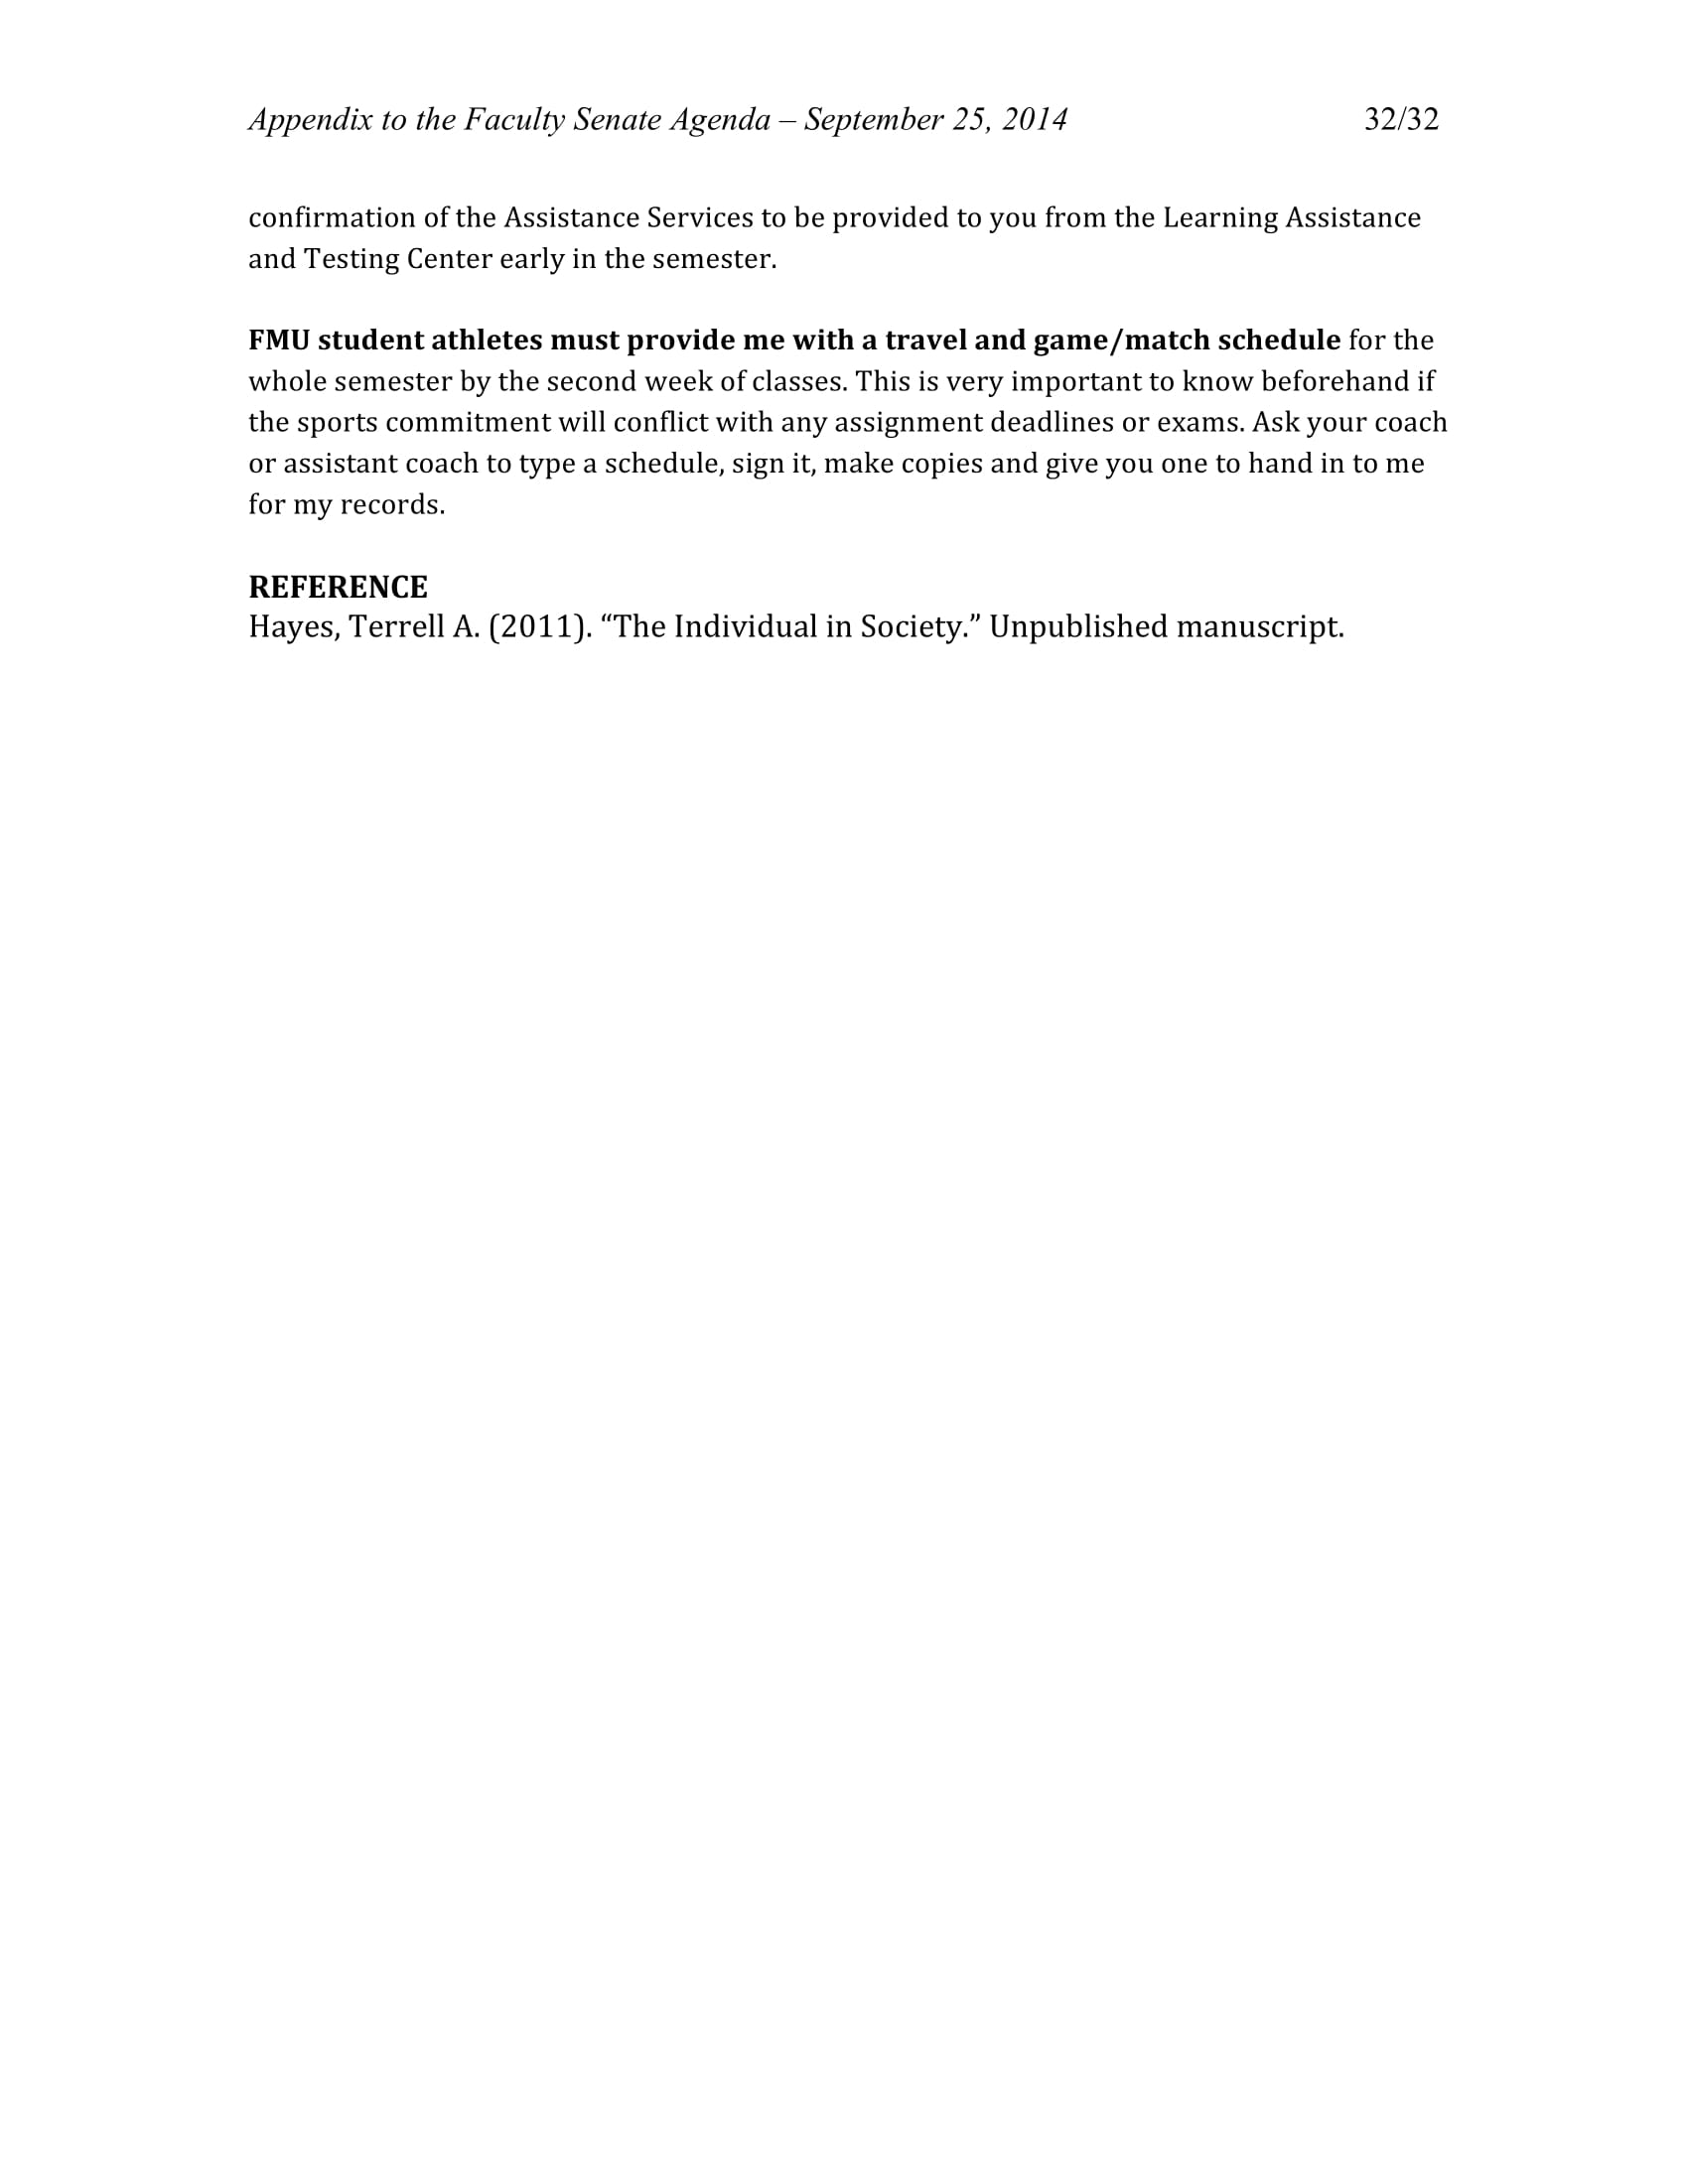 Appendix to the Faculty Senate Agenda – September 25, 2014 32/32
confirmation of the Assistance Services to be provided to you from the Learning Assistance
and Testing Center early in the semester.
FMU student athletes must provide me with a travel and game/match schedule for the
whole semester by the second week of classes. This is very important to know beforehand if
the sports commitment will conflict with any assignment deadlines or exams. Ask your coach
or assistant coach to type a schedule, sign it, make copies and give you one to hand in to me
for my records.
REFERENCE
Hayes, Terrell A. (2011). “The Individual in Society.” Unpublished manuscript.